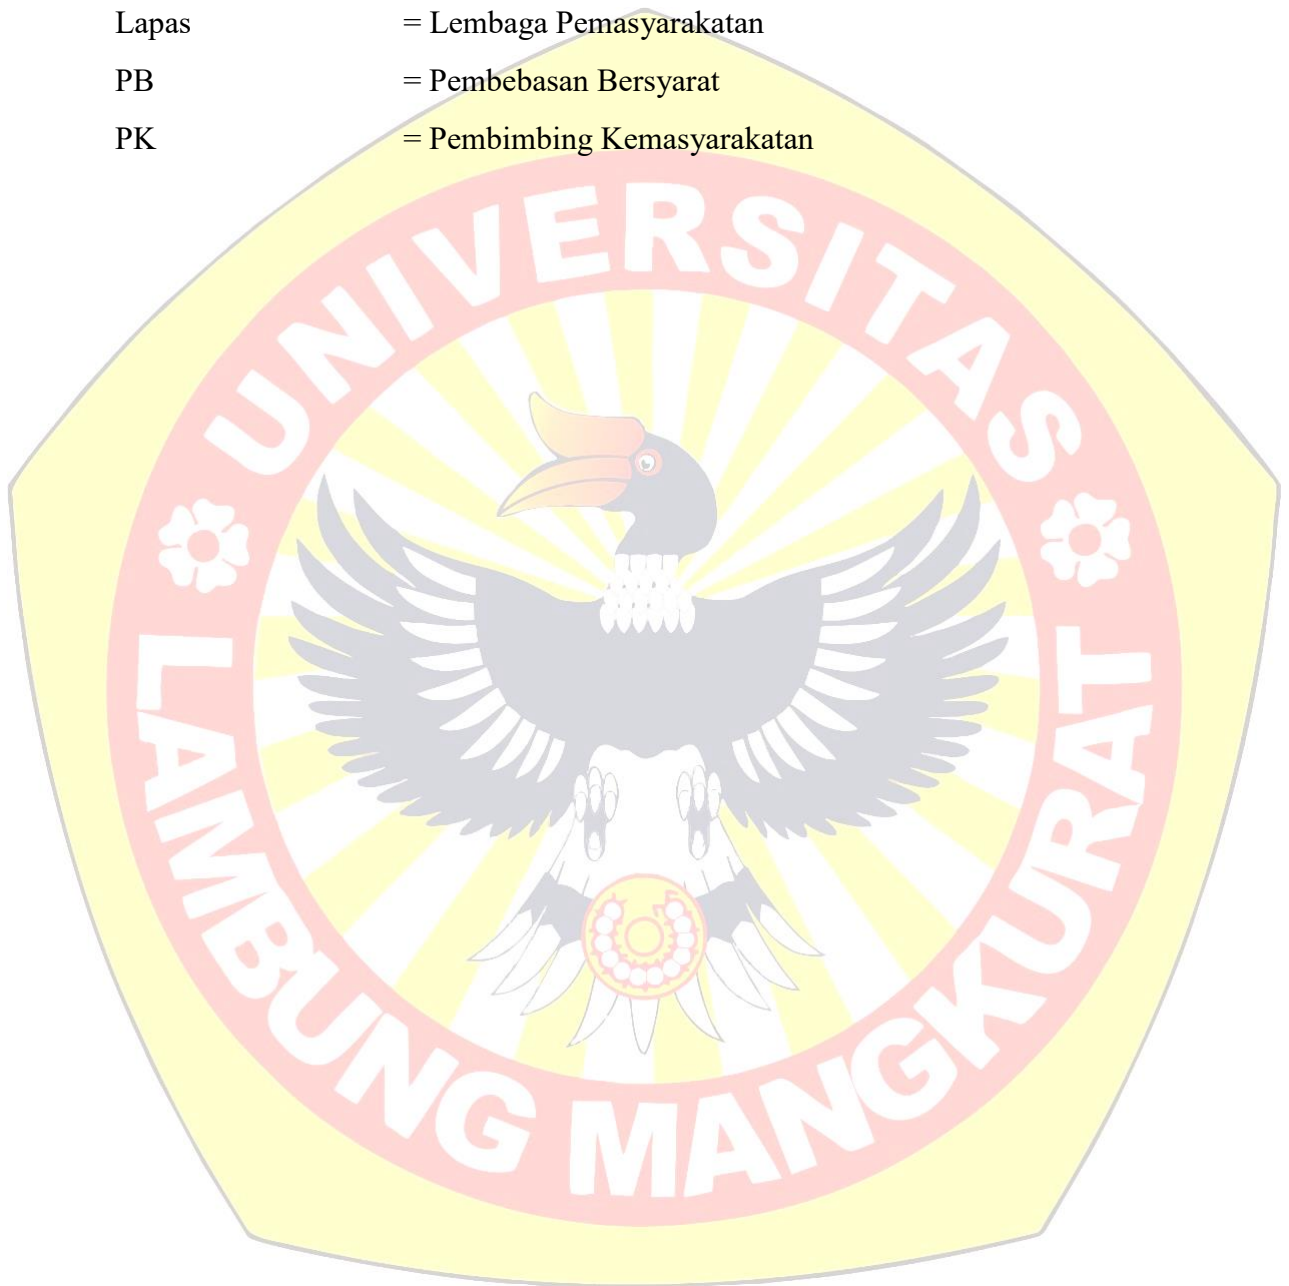 Lapas = Lembaga Pemasyarakatan
PB = Pembebasan Bersyarat
PK = Pembimbing Kemasyarakatan
UNIVERSITAS
LAMBUNG MANGKURAT